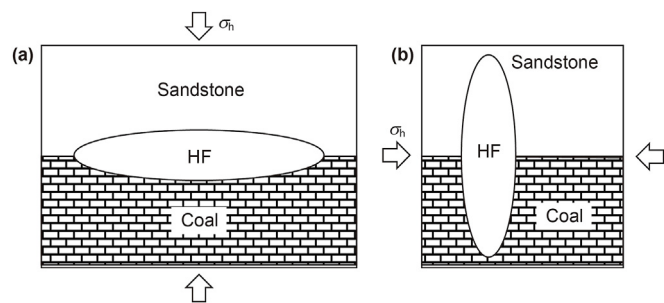 σh
(a)
Sandstone
HF
Coal
(b)
Sandstone
σh
HF
Coal